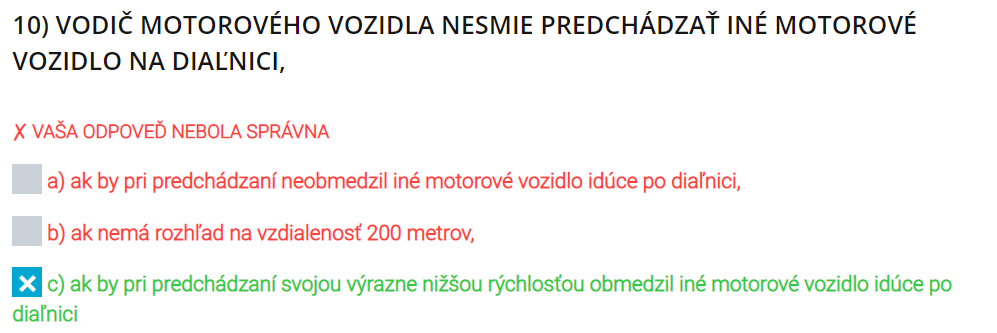 10) VODIČ MOTOROVÉHO VOZIDLA NESMIE PREDCHÁDZAŤ INÉ MOTOROVÉ
VOZIDLO NA DIAĽNICI,
✗ VAŠA ODPOVEĎ NEBOLA SPRÁVNA
a) ak by pri predchádzaní neobmedzil iné motorové vozidlo idúce po diaľnici,
b) ak nemá rozhľad na vzdialenosť 200 metrov,
c) ak by pri predchádzaní svojou výrazne nižšou rýchlosťou obmedzil iné motorové vozidlo idúce po
diaľnici